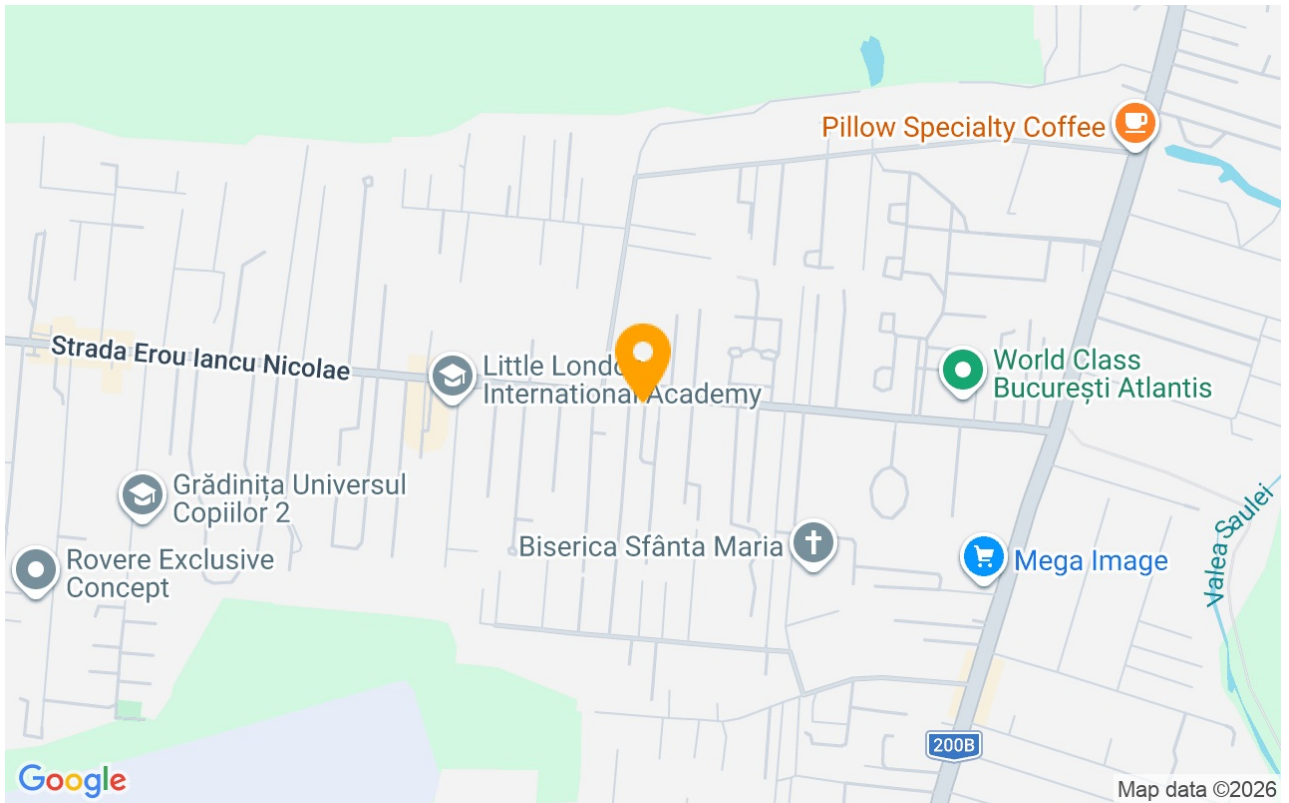 Pillow Specialty Coffee
Strada Erou Iancu Nicolae
Little London
International Academy
World Class
București Atlantis
Grădinița Universul
Copiilor 2
Rovere Exclusive
Concept
Biserica Sfânta Maria
Mega Image
Valea Saulei
200B
Google
Map data ©2026